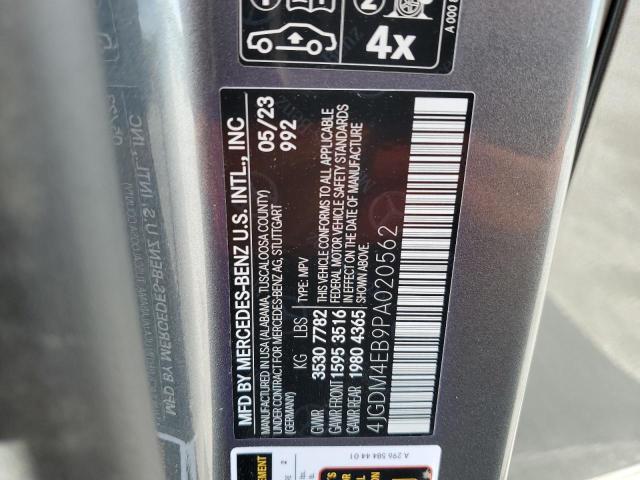 4x
A 000 8
MFD BY MERCEDES-BENZ U.S. INTL., INC
MANUFACTURED IN USA (ALABAMA, TUSCALOOSA COUNTY) 05/23
UNDER CONTRACT FOR MERCEDES-BENZ AG, STUTTGART 992
(GERMANY)
KG LBS TYPE: MPV
GVWR 3530 7782 THIS VEHICLE CONFORMS TO ALL APPLICABLE
GAWR FRONT 1595 3516 FEDERAL MOTOR VEHICLE SAFETY STANDARDS
GAWR REAR 1980 4365 IN EFFECT ON THE DATE OF MANUFACTURE
SHOWN ABOVE.
4JGDM4EB9PA020562
A 296 584 44 01